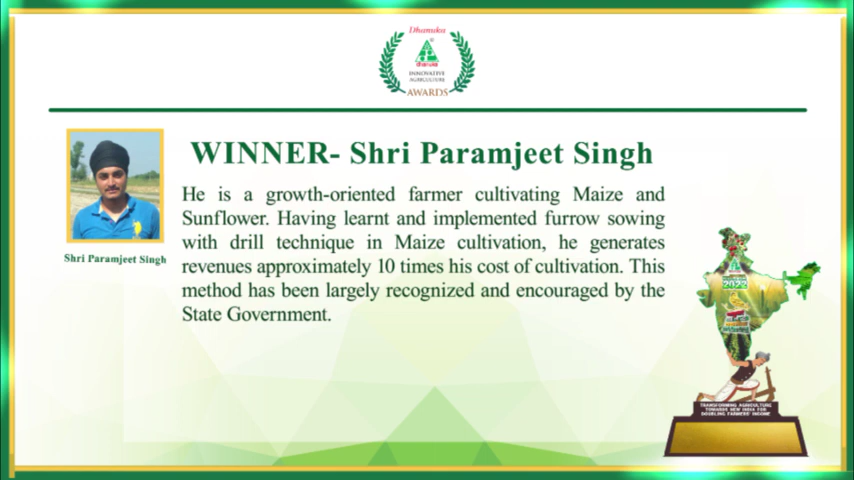 Dhanuka
dhanuka
INNOVATIVE
AGRICULTURE
AWARDS
WINNER- Shri Paramjeet Singh
He is a growth-oriented farmer cultivating Maize and
Sunflower. Having learnt and implemented furrow sowing
with drill technique in Maize cultivation, he generates
revenues approximately 10 times his cost of cultivation. This
method has been largely recognized and encouraged by the
State Government.
Shri Paramjeet Singh
2022
TRANSFORMING AGRICULTURE
TOWARDS NEW INDIA FOR
DOUBLING FARMERS' INCOME